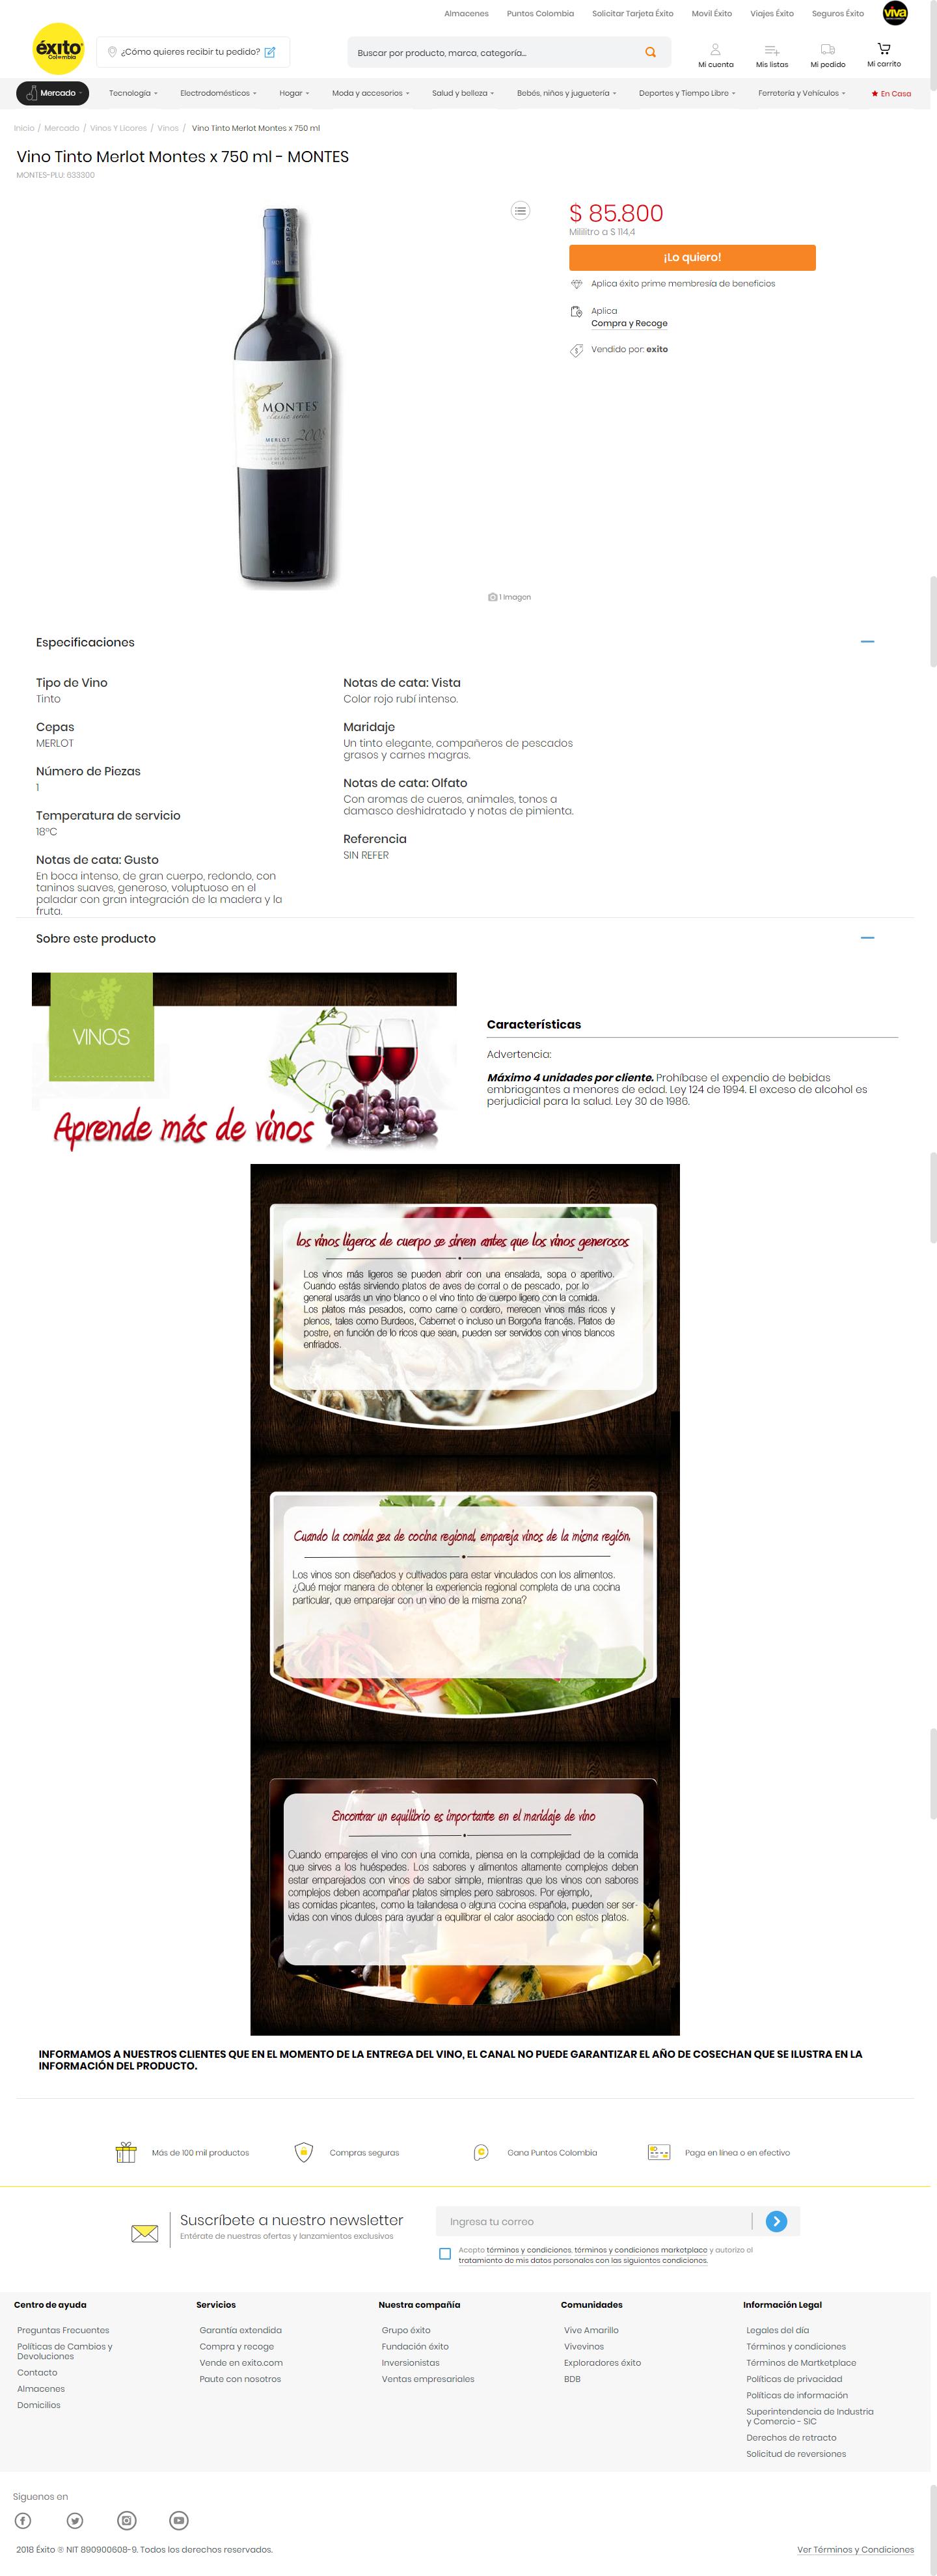 Almacenes Puntos Colombia Solicitar Tarjeta Éxito Movil Éxito Viajes Éxito Seguros Éxito viva
éxito
Colombia
¿Cómo quieres recibir tu pedido?
Buscar por producto, marca, categoría...
Mi cuenta Mis listas Mi pedido Mi carrito
Mercado Tecnología Electrodomésticos Hogar Moda y accesorios Salud y belleza Bebés, niños y juguetería Deportes y Tiempo Libre Ferretería y Vehículos En Casa
Inicio / Mercado / Vinos Y Licores / Vinos / Vino Tinto Merlot Montes x 750 ml
Vino Tinto Merlot Montes x 750 ml - MONTES
MONTES-PLU: 633300
$ 85.800
Mililitro a $ 114,4
¡Lo quiero!
Aplica éxito prime membresía de beneficios
Aplica
Compra y Recoge
Vendido por: exito
MONTES
classic series
MERLOT 2008
CHILE
1 Imagen
Especificaciones
Tipo de Vino
Tinto
Cepas
MERLOT
Número de Piezas
1
Temperatura de servicio
18ºC
Notas de cata: Gusto
En boca intenso, de gran cuerpo, redondo, con
taninos suaves, generoso, voluptuoso en el
paladar con gran integración de la madera y la
fruta.
Notas de cata: Vista
Color rojo rubí intenso.
Maridaje
Un tinto elegante, compañeros de pescados
grasos y carnes magras.
Notas de cata: Olfato
Con aromas de cueros, animales, tonos a
damasco deshidratado y notas de pimienta.
Referencia
SIN REFER
Sobre este producto
VINOS
Aprende más de vinos
Características
Advertencia:
Máximo 4 unidades por cliente. Prohíbase el expendio de bebidas
embriagantes a menores de edad. Ley 124 de 1994. El exceso de alcohol es
perjudicial para la salud. Ley 30 de 1986.
los vinos ligeros de cuerpo se sirven antes que los vinos generosos
Los vinos más ligeros se pueden abrir con una ensalada, sopa o aperitivo.
Cuando estás sirviendo platos de aves de corral o de pescado, por lo
general usarás un vino blanco o el vino tinto de cuerpo ligero con la comida.
Los platos más pesados, como carne o cordero, merecen vinos más ricos y
plenos, tales como Burdeos, Cabernet o incluso un Borgoña francés. Platos de
postre, en función de lo ricos que sean, pueden ser servidos con vinos blancos
enfriados.
Cuando la comida sea de cocina regional, empareja vinos de la misma región.
Los vinos son diseñados y cultivados para estar vinculados con los alimentos.
¿Qué mejor manera de obtener la experiencia regional completa de una cocina
particular, que emparejar con un vino de la misma zona?
Encontrar un equilibrio es importante en el maridaje de vino
Cuando emparejes el vino con una comida, piensa en la complejidad de la comida
que sirves a los huéspedes. Los sabores y alimentos altamente complejos deben
estar emparejados con vinos de sabor simple, mientras que los vinos con sabores
complejos deben acompañar platos simples pero sabrosos. Por ejemplo,
las comidas picantes, como la tailandesa o alguna cocina española, pueden ser ser-
vidas con vinos dulces para ayudar a equilibrar el calor asociado con estos platos.
INFORMAMOS A NUESTROS CLIENTES QUE EN EL MOMENTO DE LA ENTREGA DEL VINO, EL CANAL NO PUEDE GARANTIZAR EL AÑO DE COSECHAN QUE SE ILUSTRA EN LA
INFORMACIÓN DEL PRODUCTO.
Más de 100 mil productos Compras seguras Gana Puntos Colombia Paga en línea o en efectivo
Suscríbete a nuestro newsletter
Entérate de nuestras ofertas y lanzamientos exclusivos
Ingresa tu correo
Acepto términos y condiciones, términos y condiciones marketplace y autorizo al
tratamiento de mis datos personales con las siguientes condiciones.
Centro de ayuda
Preguntas Frecuentes
Políticas de Cambios y
Devoluciones
Contacto
Almacenes
Domicilios
Servicios
Garantía extendida
Compra y recoge
Vende en exito.com
Paute con nosotros
Nuestra compañía
Grupo éxito
Fundación éxito
Inversionistas
Ventas empresariales
Comunidades
Vive Amarillo
Vivevinos
Exploradores éxito
BDB
Información Legal
Legales del día
Términos y condiciones
Términos de Martketplace
Políticas de privacidad
Políticas de información
Superintendencia de Industria
y Comercio - SIC
Derechos de retracto
Solicitud de reversiones
Síguenos en
2018 Éxito ® NIT 890900608-9. Todos los derechos reservados.
Ver Términos y Condiciones